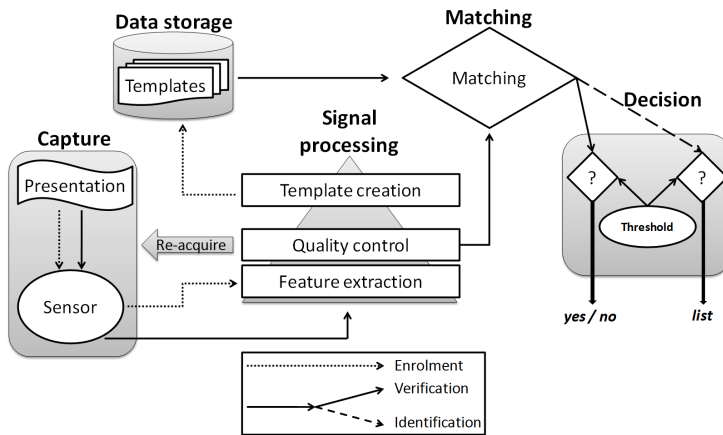 Data storage
Templates
Matching
Matching
Decision
?
?
Threshold
yes / no
list
Capture
Presentation
Sensor
Signal
processing
Template creation
Re-acquire
Quality control
Feature extraction
Enrolment
Verification
Identification